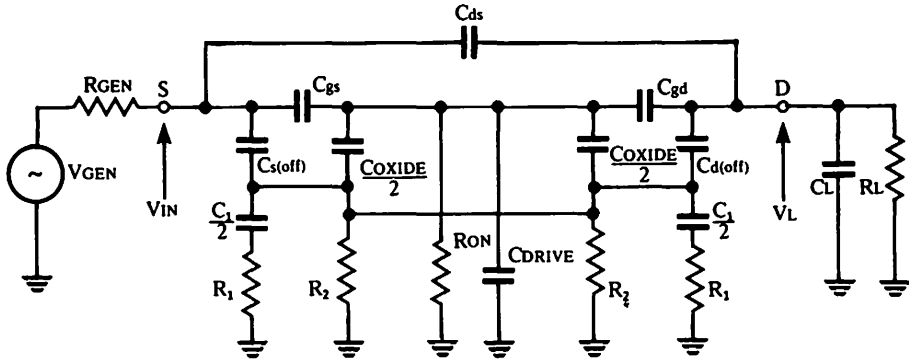 Cds
RGEN
S
Cgs
Cgd
D
VGEN
~
VIN
Cs(off)
COXIDE
2
COXIDE
2
Cd(off)
VL
CL
RL
C1
2
C1
2
RON
CDRIVE
R1
R2
R2
R1